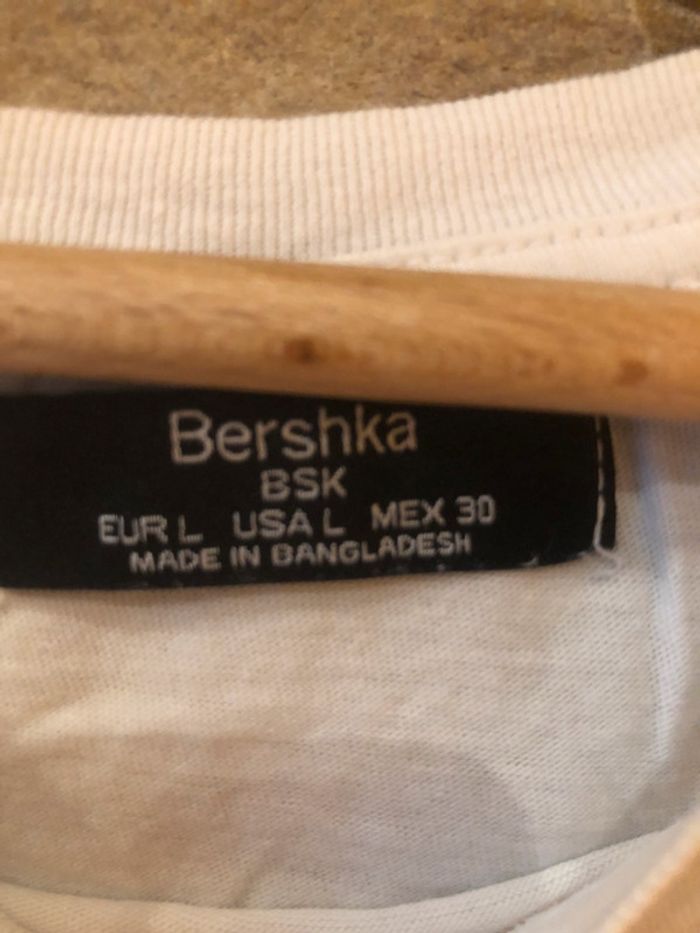 Bershka
BSK
EUR L USA L MEX 30
MADE IN BANGLADESH